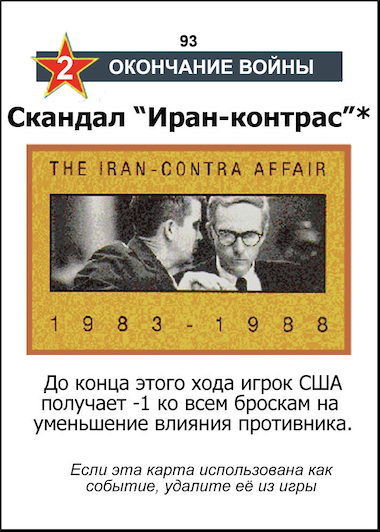 93
2 ОКОНЧАНИЕ ВОЙНЫ
Скандал “Иран-контрас”*
THE IRAN-CONTRA AFFAIR
1983-1988
До конца этого хода игрок США
получает -1 ко всем броскам на
уменьшение влияния противника.
Если эта карта использована как
событие, удалите её из игры